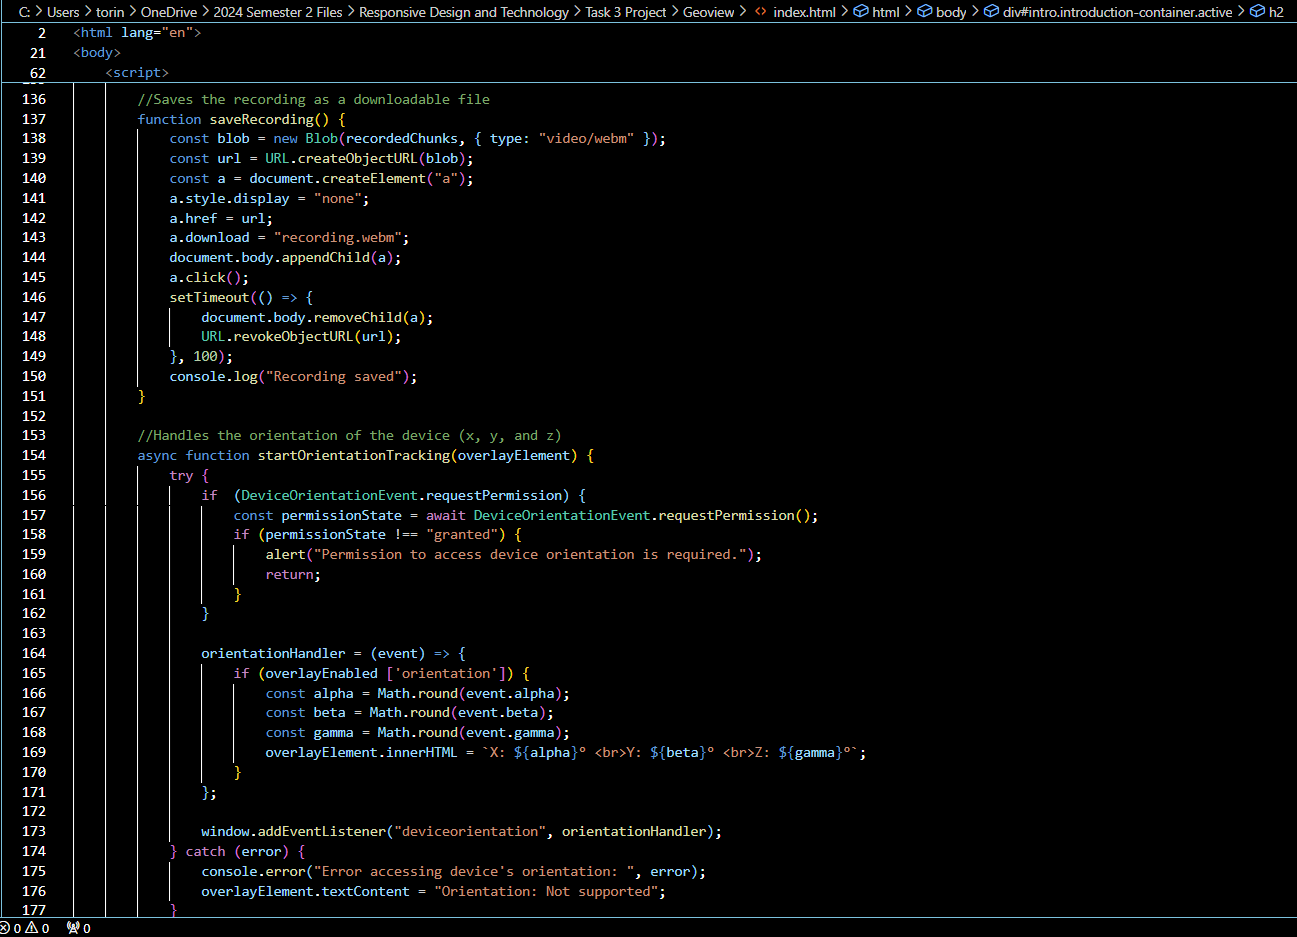 C: > Users > torin > OneDrive > 2024 Semester 2 Files > Responsive Design and Technology > Task 3 Project > Geoview > <> index.html > html > body > div#intro.introduction-container.active > h2
2 <html lang="en">
21 <body>
62 <script>
136 //Saves the recording as a downloadable file
137 function saveRecording() {
138 const blob = new Blob(recordedChunks, { type: "video/webm" });
139 const url = URL.createObjectURL(blob);
140 const a = document.createElement("a");
141 a.style.display = "none";
142 a.href = url;
143 a.download = "recording.webm";
144 document.body.appendChild(a);
145 a.click();
146 setTimeout(() => {
147 document.body.removeChild(a);
148 URL.revokeObjectURL(url);
149 }, 100);
150 console.log("Recording saved");
151 }
152
153 //Handles the orientation of the device (x, y, and z)
154 async function startOrientationTracking(overlayElement) {
155 try {
156 if (DeviceOrientationEvent.requestPermission) {
157 const permissionState = await DeviceOrientationEvent.requestPermission();
158 if (permissionState !== "granted") {
159 alert("Permission to access device orientation is required.");
160 return;
161 }
162 }
163
164 orientationHandler = (event) => {
165 if (overlayEnabled ['orientation']) {
166 const alpha = Math.round(event.alpha);
167 const beta = Math.round(event.beta);
168 const gamma = Math.round(event.gamma);
169 overlayElement.innerHTML = `X: ${alpha}° <br>Y: ${beta}° <br>Z: ${gamma}°`;
170 }
171 };
172
173 window.addEventListener("deviceorientation", orientationHandler);
174 } catch (error) {
175 console.error("Error accessing device's orientation: ", error);
176 overlayElement.textContent = "Orientation: Not supported";
177 }
0 0 0